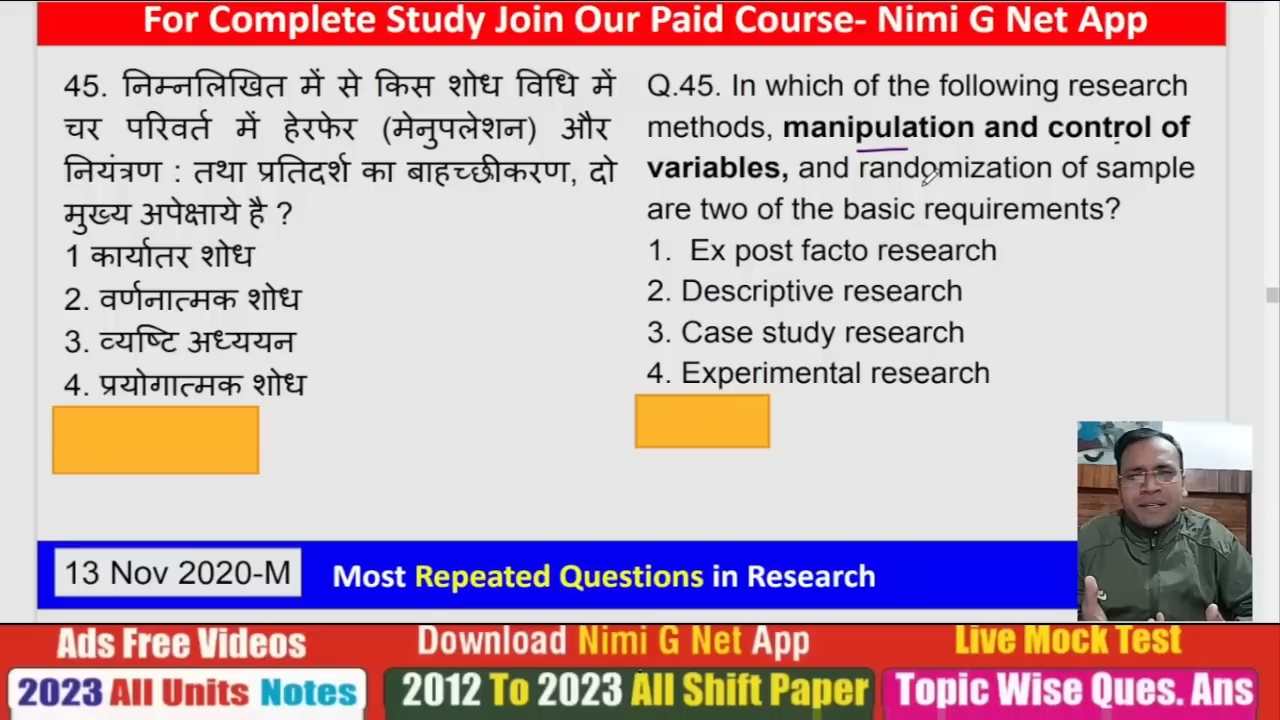 For Complete Study Join Our Paid Course- Nimi G Net App
45. निम्नलिखित में से किस शोध विधि में
चर परिवर्त में हेरफेर (मेनुपलेशन) और
नियंत्रण : तथा प्रतिदर्श का बाहच्छीकरण, दो
मुख्य अपेक्षाये है ?
1 कार्यातर शोध
2. वर्णनात्मक शोध
3. व्यष्टि अध्ययन
4. प्रयोगात्मक शोध
Q.45. In which of the following research
methods, manipulation and control of
variables, and randomization of sample
are two of the basic requirements?
1. Ex post facto research
2. Descriptive research
3. Case study research
4. Experimental research
13 Nov 2020-M
Most Repeated Questions in Research
Ads Free Videos
Download Nimi G Net App
Live Mock Test
2023 All Units Notes
2012 To 2023 All Shift Paper
Topic Wise Ques. Ans